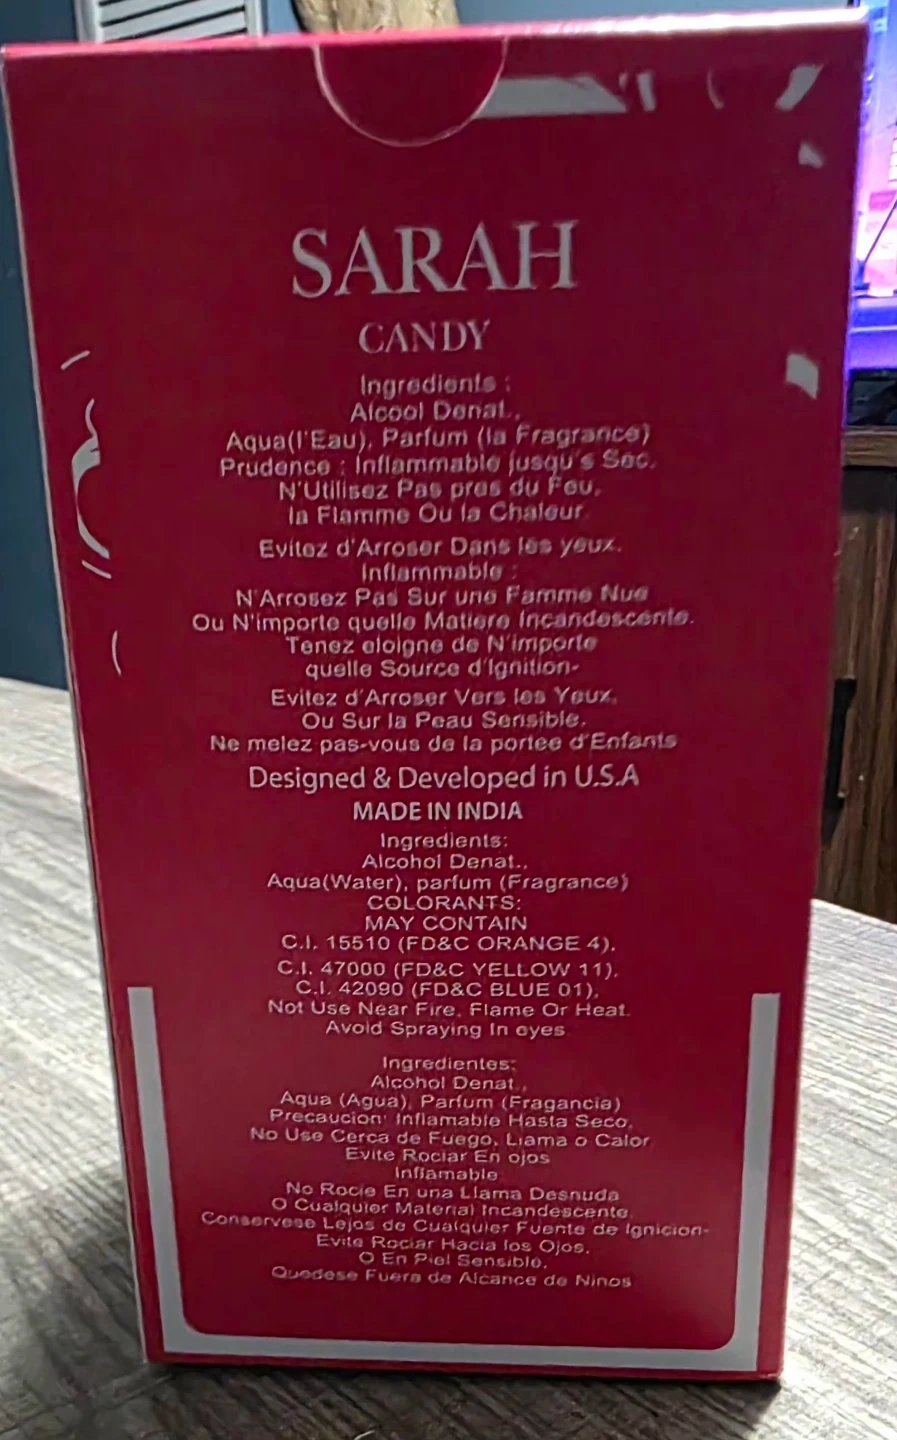 SARAH
CANDY
Ingredients :
Alcool Denat.,
Aqua(l'Eau), Parfum (la Fragrance)
Prudence : Inflammable jusqu's Sec.
N'Utilisez Pas pres du Feu,
la Flamme Ou la Chaleur.
Evitez d'Arroser Dans les yeux.
Inflammable :
N'Arrosez Pas Sur une Famme Nue
Ou N'importe quelle Matiere Incandescente.
Tenez eloigne de N'importe
quelle Source d'Ignition-
Evitez d'Arroser Vers les Yeux,
Ou Sur la Peau Sensible.
Ne melez pas-vous de la portee d'Enfants
Designed & Developed in U.S.A
MADE IN INDIA
Ingredients:
Alcohol Denat.,
Aqua(Water), parfum (Fragrance)
COLORANTS:
MAY CONTAIN
C.I. 15510 (FD&C ORANGE 4),
C.I. 47000 (FD&C YELLOW 11),
C.I. 42090 (FD&C BLUE 01),
Not Use Near Fire, Flame Or Heat.
Avoid Spraying In eyes
Ingredientes:
Alcohol Denat.,
Aqua (Agua), Parfum (Fragancia)
Precaucion: Inflamable Hasta Seco,
No Use Cerca de Fuego, Liama o Calor
Evite Rociar En ojos
Inflamable
No Rocie En una Llama Desnuda
O Cualquier Material Incandescente.
Conservese Lejos de Cualquier Fuente de Ignicion-
Evite Rociar Hacia los Ojos,
O En Piel Sensible,
Quedese Fuera de Alcance de Ninos